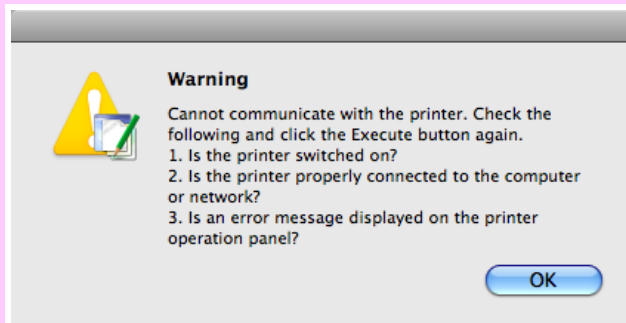 Warning
Cannot communicate with the printer. Check the
following and click the Execute button again.
1. Is the printer switched on?
2. Is the printer properly connected to the computer
or network?
3. Is an error message displayed on the printer
operation panel?
OK